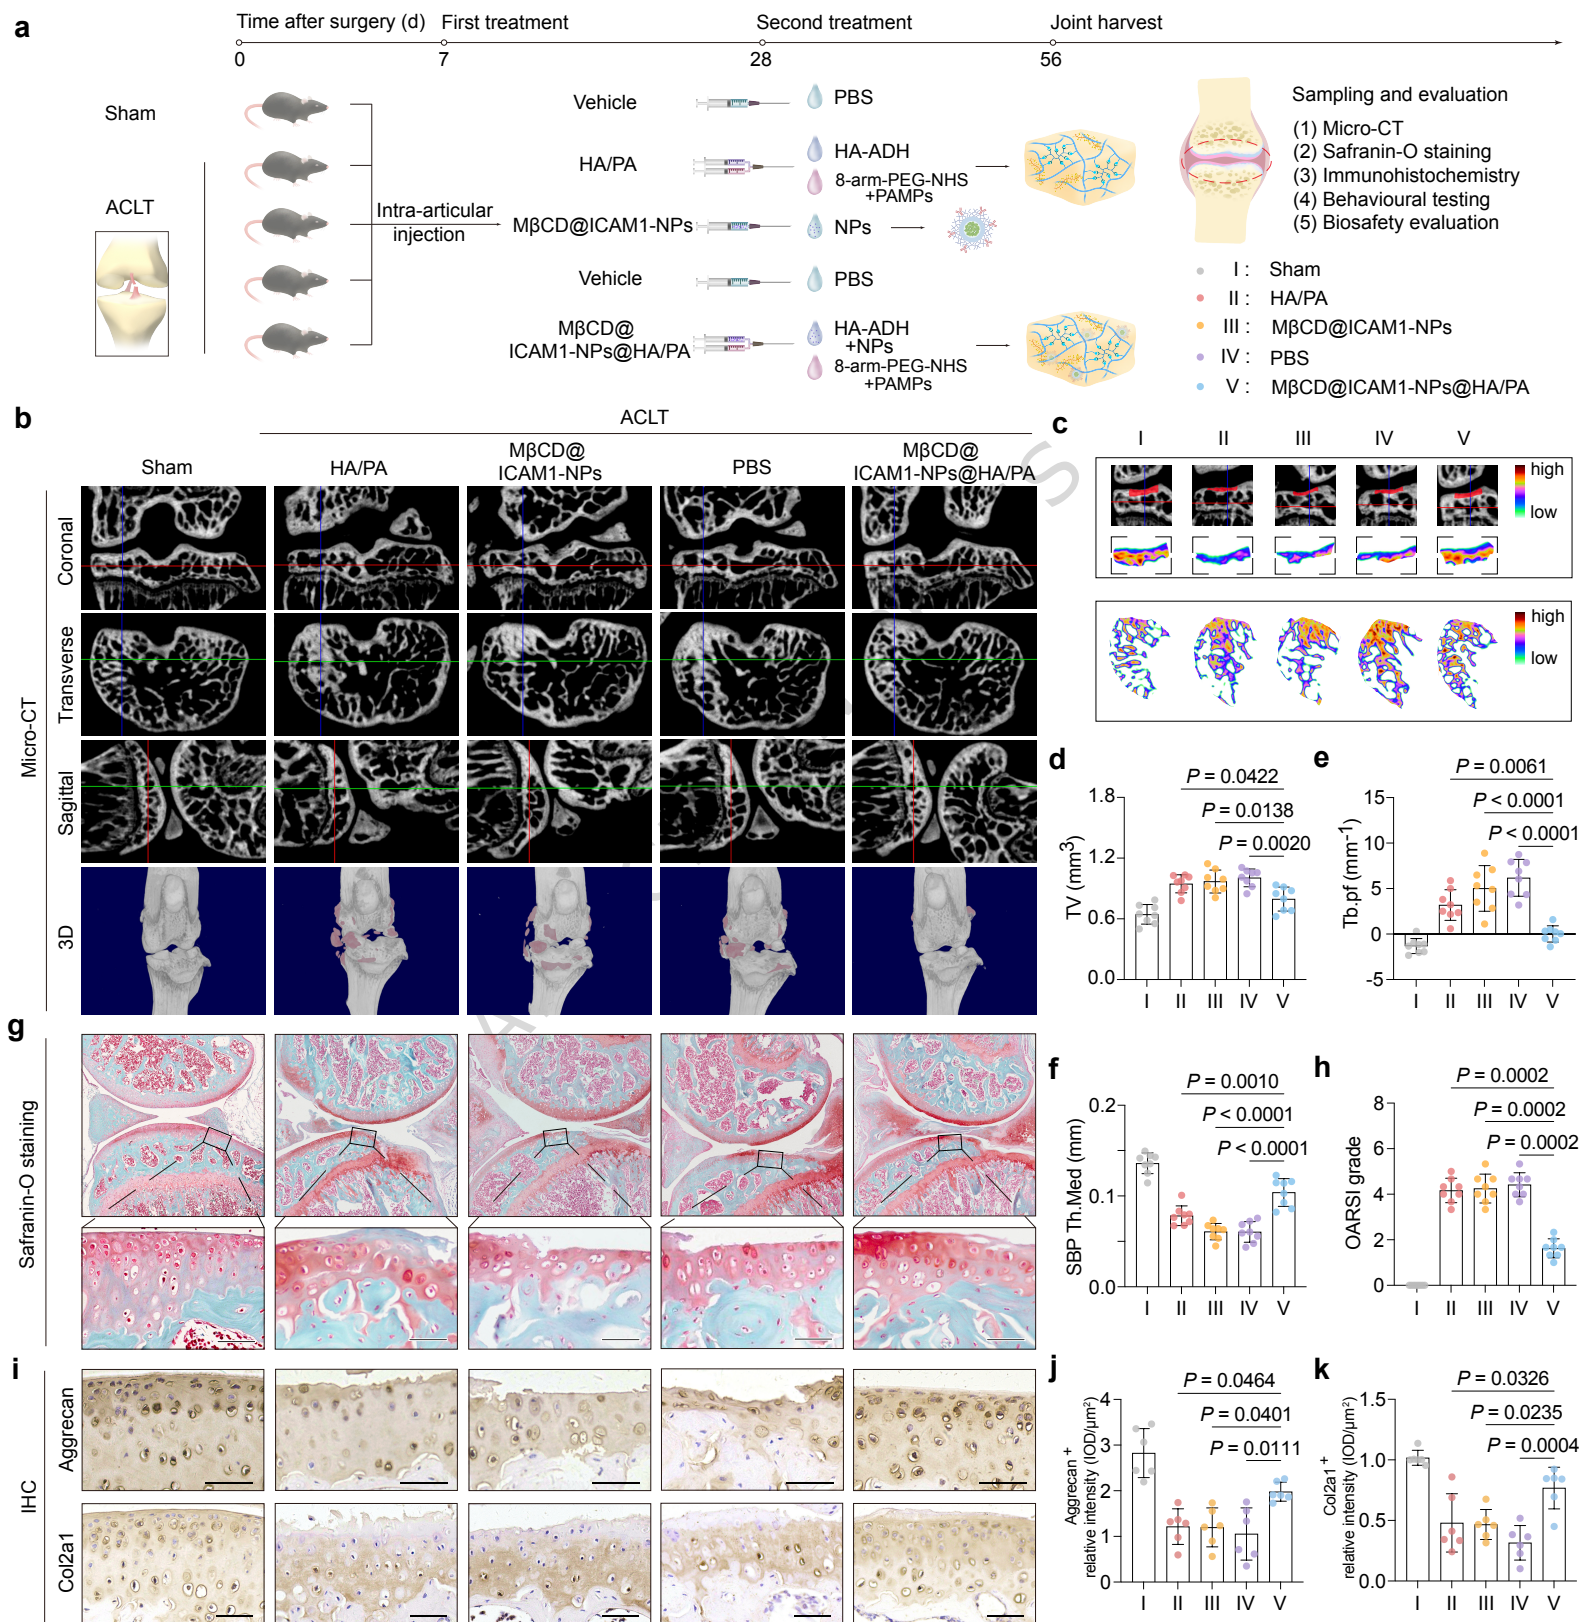 a
Time after surgery (d)
First treatment
Second treatment
Joint harvest
0
7
28
56
Sham
ACLT
Intra-articular
injection
Vehicle
PBS
HA/PA
HA-ADH
8-arm-PEG-NHS
+PAMPs
MβCD@ICAM1-NPs
NPs
Vehicle
PBS
MβCD@
ICAM1-NPs@HA/PA
HA-ADH
+NPs
8-arm-PEG-NHS
+PAMPs
Sampling and evaluation
(1) Micro-CT
(2) Safranin-O staining
(3) Immunohistochemistry
(4) Behavioural testing
(5) Biosafety evaluation
I : Sham
II : HA/PA
III : MβCD@ICAM1-NPs
IV : PBS
V : MβCD@ICAM1-NPs@HA/PA
b
ACLT
Sham
HA/PA
MβCD@
ICAM1-NPs
PBS
MβCD@
ICAM1-NPs@HA/PA
Micro-CT
Coronal
Transverse
Sagittal
3D
c
I II III IV V
high
low
high
low
d
P = 0.0422
P = 0.0138
P = 0.0020
TV (mm3)
1.8
1.2
0.6
0.0
I II III IV V
e
P = 0.0061
P < 0.0001
P < 0.0001
Tb.pf (mm-1)
15
10
5
0
-5
I II III IV V
g
Safranin-O staining
f
P = 0.0010
P < 0.0001
P < 0.0001
SBP Th.Med (mm)
0.2
0.1
0.0
I II III IV V
h
P = 0.0002
P = 0.0002
P = 0.0002
OARSI grade
8
6
4
2
0
I II III IV V
i
IHC
Aggrecan
Col2a1
j
P = 0.0464
P = 0.0401
P = 0.0111
Aggrecan+
relative intensity (IOD/μm2)
4
3
2
1
0
I II III IV V
k
P = 0.0326
P = 0.0235
P = 0.0004
Col2a1+
relative intensity (IOD/μm2)
1.5
1.0
0.5
0
I II III IV V